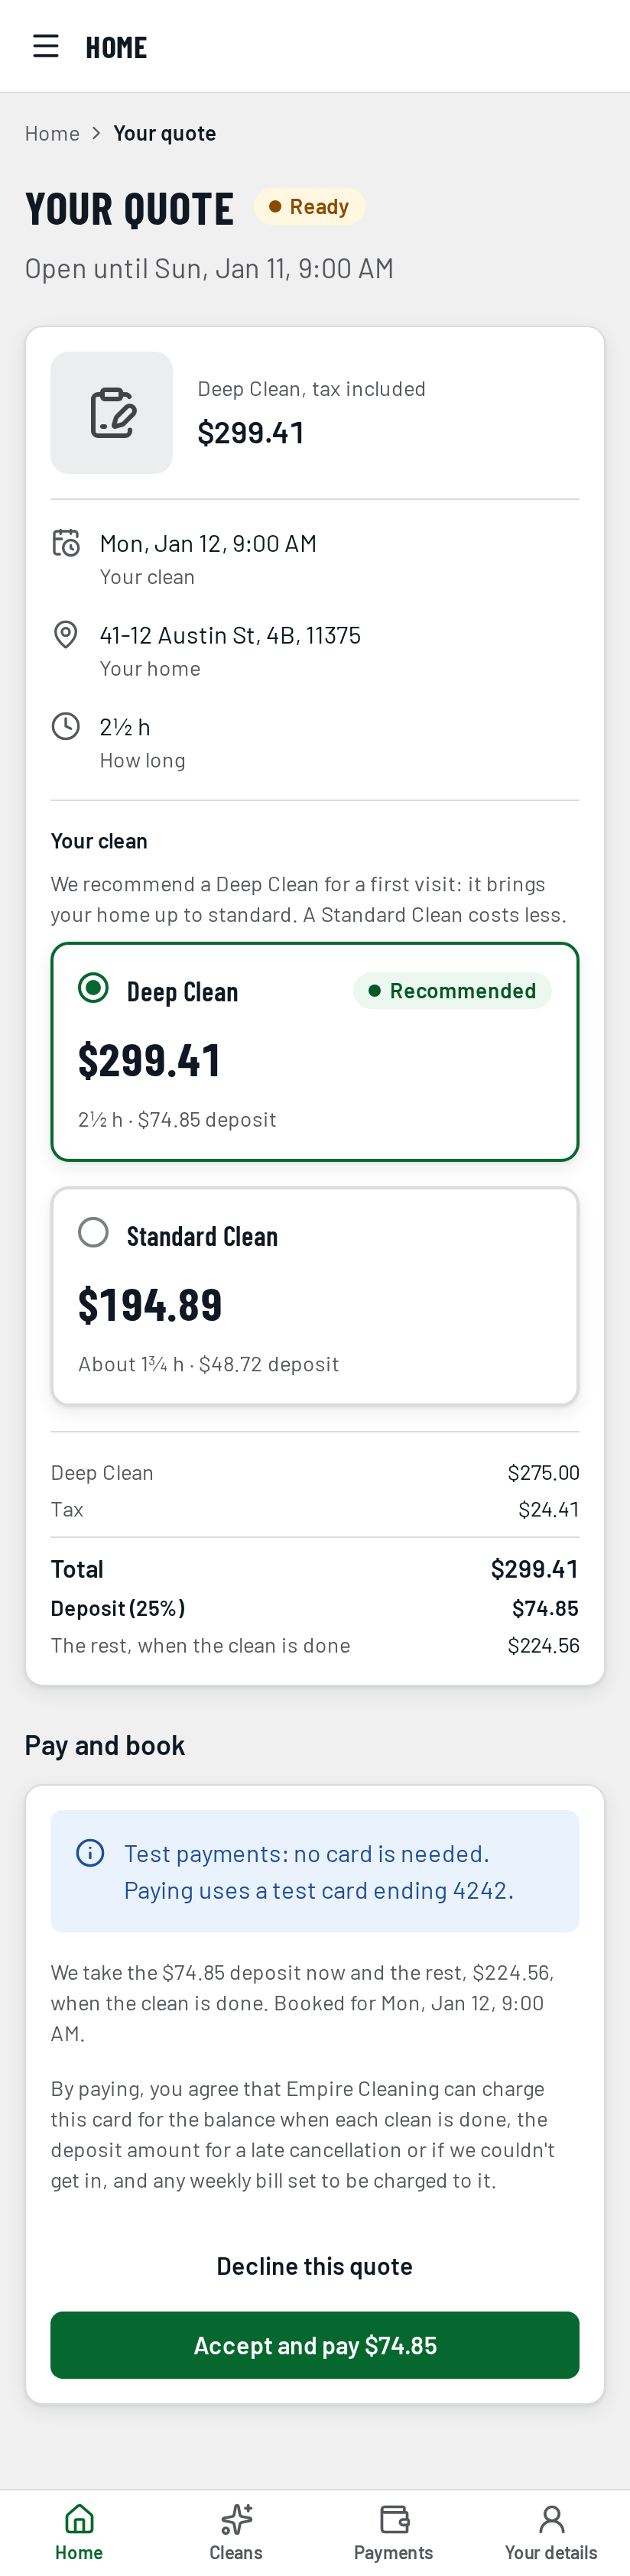 HOME
Home > Your quote
YOUR QUOTE
Ready
Open until Sun, Jan 11, 9:00 AM
Deep Clean, tax included
$299.41
Mon, Jan 12, 9:00 AM
Your clean
41-12 Austin St, 4B, 11375
Your home
2½ h
How long
Your clean
We recommend a Deep Clean for a first visit: it brings
your home up to standard. A Standard Clean costs less.
Deep Clean
Recommended
$299.41
2½ h · $74.85 deposit
Standard Clean
$194.89
About 1¾ h · $48.72 deposit
Deep Clean $275.00
Tax $24.41
Total $299.41
Deposit (25%) $74.85
The rest, when the clean is done $224.56
Pay and book
Test payments: no card is needed.
Paying uses a test card ending 4242.
We take the $74.85 deposit now and the rest, $224.56,
when the clean is done. Booked for Mon, Jan 12, 9:00
AM.
By paying, you agree that Empire Cleaning can charge
this card for the balance when each clean is done, the
deposit amount for a late cancellation or if we couldn't
get in, and any weekly bill set to be charged to it.
Decline this quote
Accept and pay $74.85
Home Cleans Payments Your details